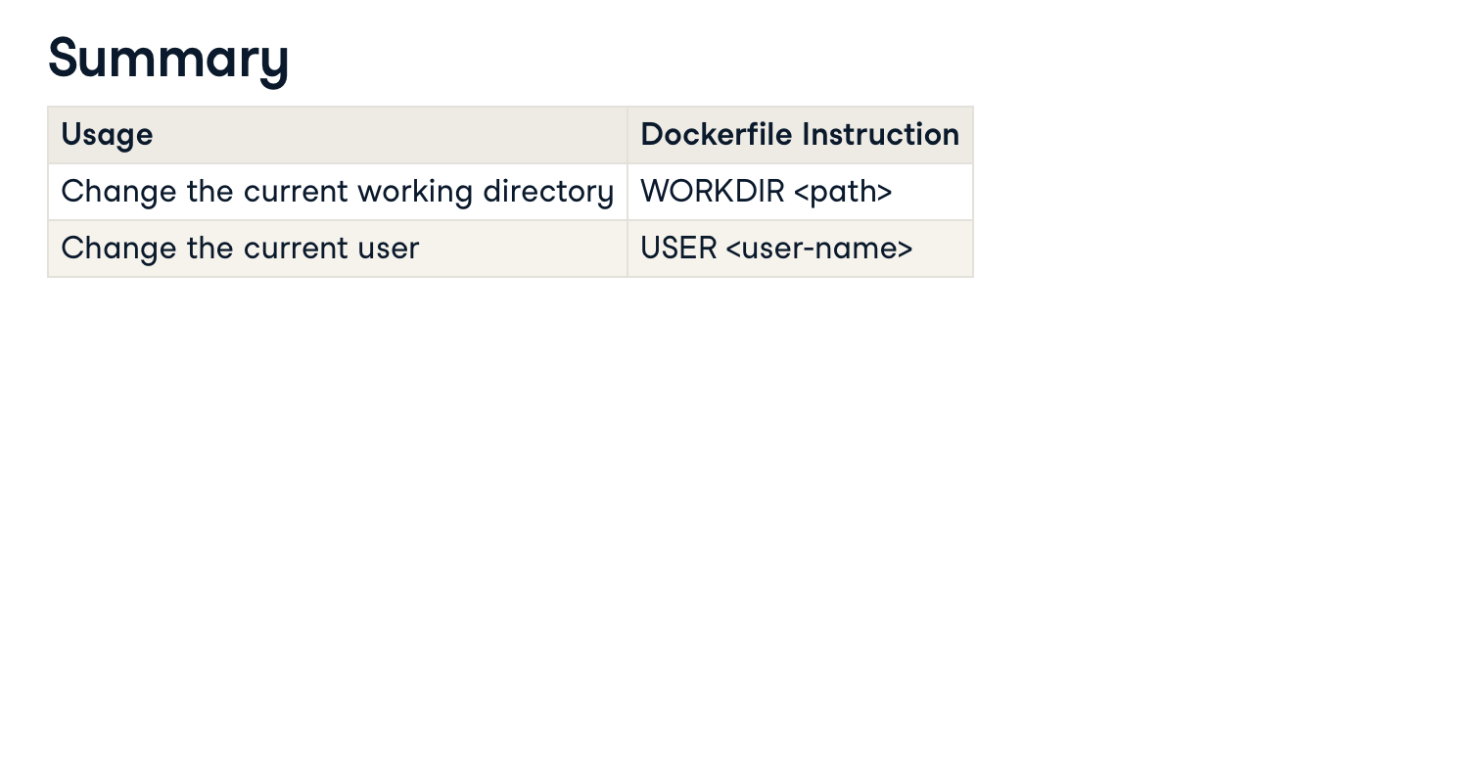 Summary
Usage Dockerfile Instruction
Change the current working directory WORKDIR <path>
Change the current user USER <user-name>